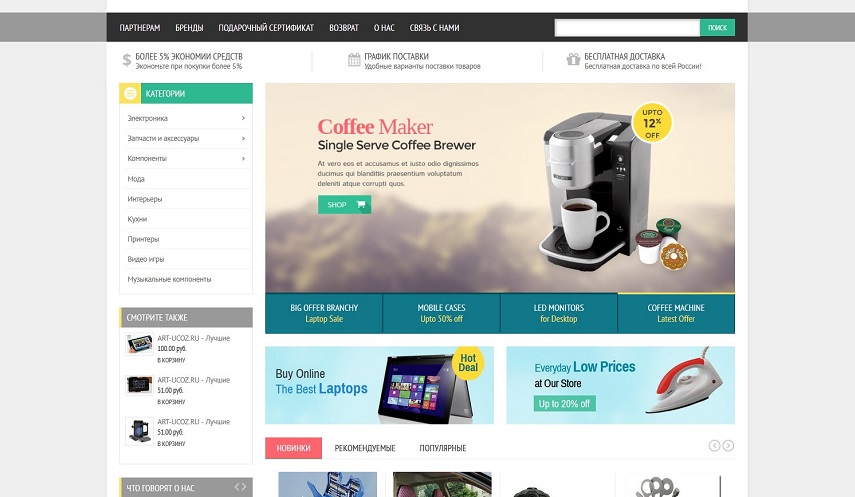 ПАРТНЕРАМ БРЕНДЫ ПОДАРОЧНЫЙ СЕРТИФИКАТ ВОЗВРАТ О НАС СВЯЗЬ С НАМИ ПОИСК
БОЛЕЕ 5% ЭКОНОМИИ СРЕДСТВ
Экономьте при покупки более 5%
ГРАФИК ПОСТАВКИ
Удобные варианты поставки товаров
БЕСПЛАТНАЯ ДОСТАВКА
Бесплатная доставка по всей России!
КАТЕГОРИИ
Электроника
Запчасти и аксессуары
Компоненты
Мода
Интерьеры
Кухни
Принтеры
Видео игры
Музыкальные компоненты
Coffee Maker
Single Serve Coffee Brewer
At vero eos et accusamus et iusto odio dignissimos
ducimus qui blanditiis praesentium voluptatum
deleniti atque corrupti quos.
SHOP
UPTO
12%
OFF
BIG OFFER BRANCHY
Laptop Sale
MOBILE CASES
Upto 50% off
LED MONITORS
for Desktop
COFFEE MACHINE
Latest Offer
СМОТРИТЕ ТАКЖЕ
ART-UCOZ.RU - Лучшие
100.00 руб.
В КОРЗИНУ
ART-UCOZ.RU - Лучшие
51.00 руб.
В КОРЗИНУ
ART-UCOZ.RU - Лучшие
51.00 руб.
В КОРЗИНУ
Buy Online
The Best Laptops
Hot
Deal
Everyday Low Prices
at Our Store
Up to 20% off
НОВИНКИ РЕКОМЕНДУЕМЫЕ ПОПУЛЯРНЫЕ
ЧТО ГОВОРЯТ О НАС